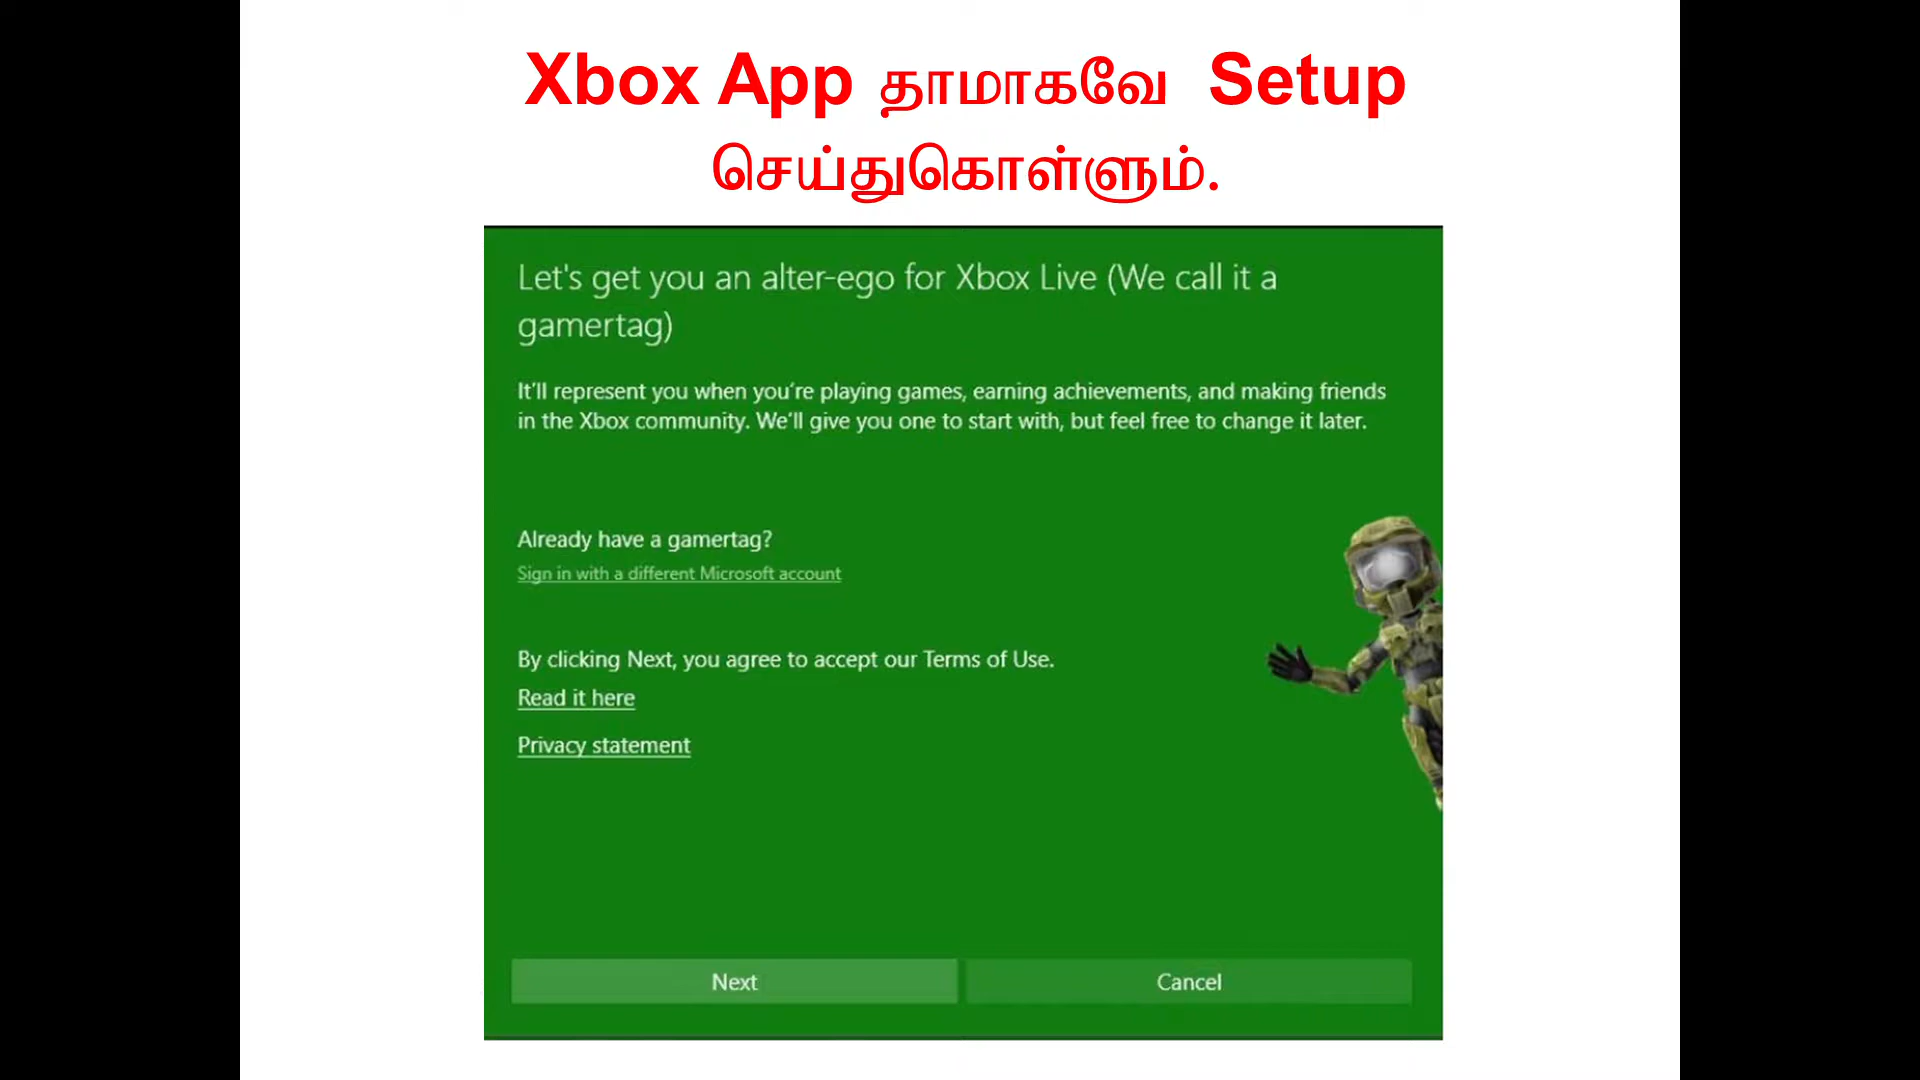 Xbox App தாமாகவே Setup
செய்துகொள்ளும்.
Let's get you an alter-ego for Xbox Live (We call it a
gamertag)
It'll represent you when you're playing games, earning achievements, and making friends
in the Xbox community. We'll give you one to start with, but feel free to change it later.
Already have a gamertag?
Sign in with a different Microsoft account
By clicking Next, you agree to accept our Terms of Use.
Read it here
Privacy statement
Next
Cancel